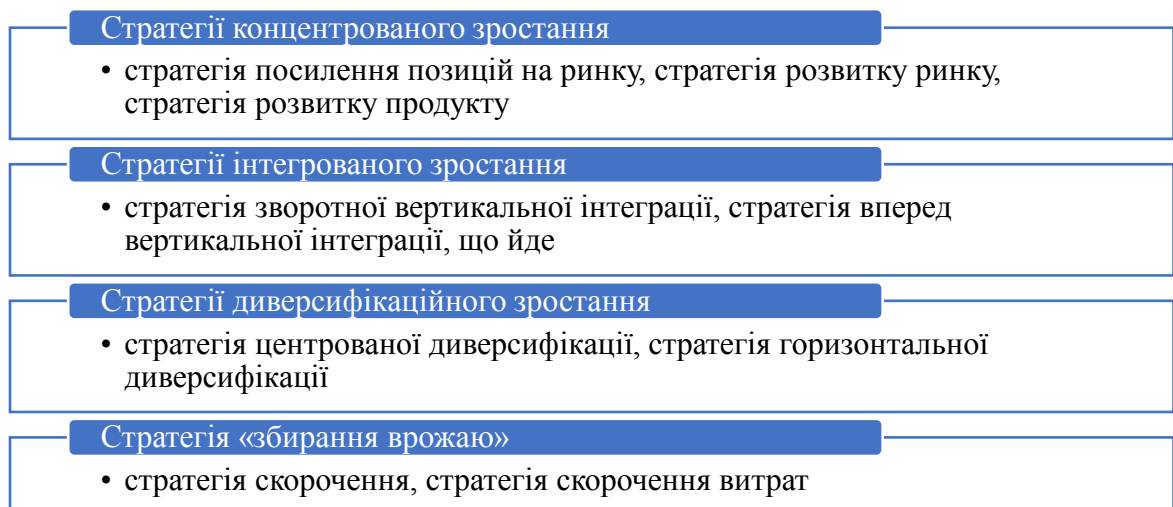 Стратегії концентрованого зростання
• стратегія посилення позицій на ринку, стратегія розвитку ринку,
стратегія розвитку продукту
Стратегії інтегрованого зростання
• стратегія зворотної вертикальної інтеграції, стратегія вперед
вертикальної інтеграції, що йде
Стратегії диверсифікаційного зростання
• стратегія центрованої диверсифікації, стратегія горизонтальної
диверсифікації
Стратегія «збирання врожаю»
• стратегія скорочення, стратегія скорочення витрат